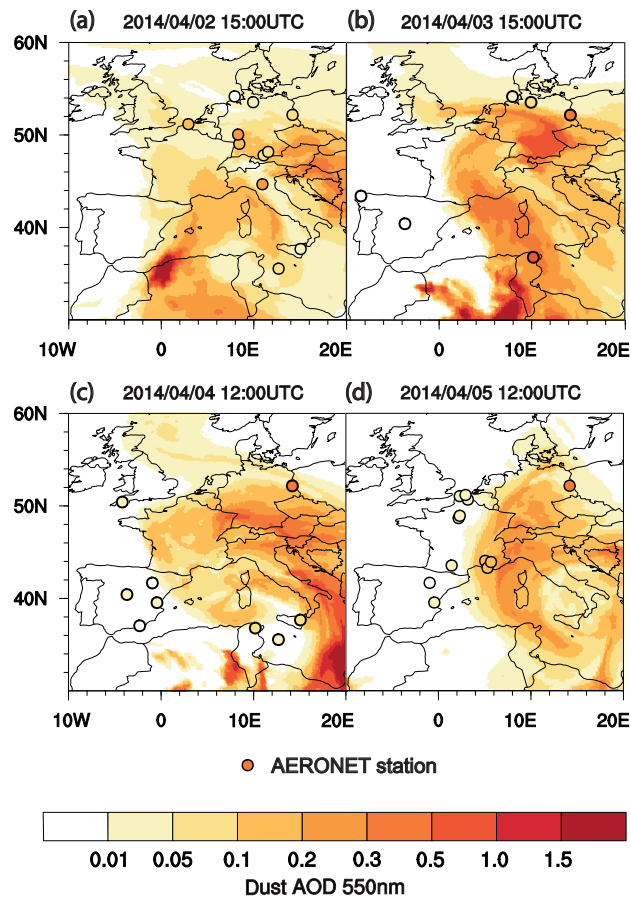 (a) 2014/04/02 15:00UTC
(b) 2014/04/03 15:00UTC
60N
50N
40N
10W 0 10E 20E 0 10E 20E
(c) 2014/04/04 12:00UTC
(d) 2014/04/05 12:00UTC
60N
50N
40N
10W 0 10E 20E 0 10E 20E
AERONET station
0.01 0.05 0.1 0.2 0.3 0.5 1.0 1.5
Dust AOD 550nm